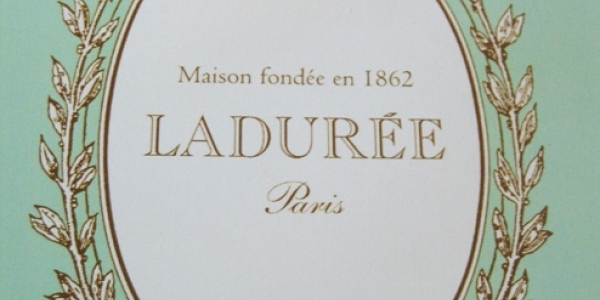 Maison fondée en 1862
LADURÉE
Paris